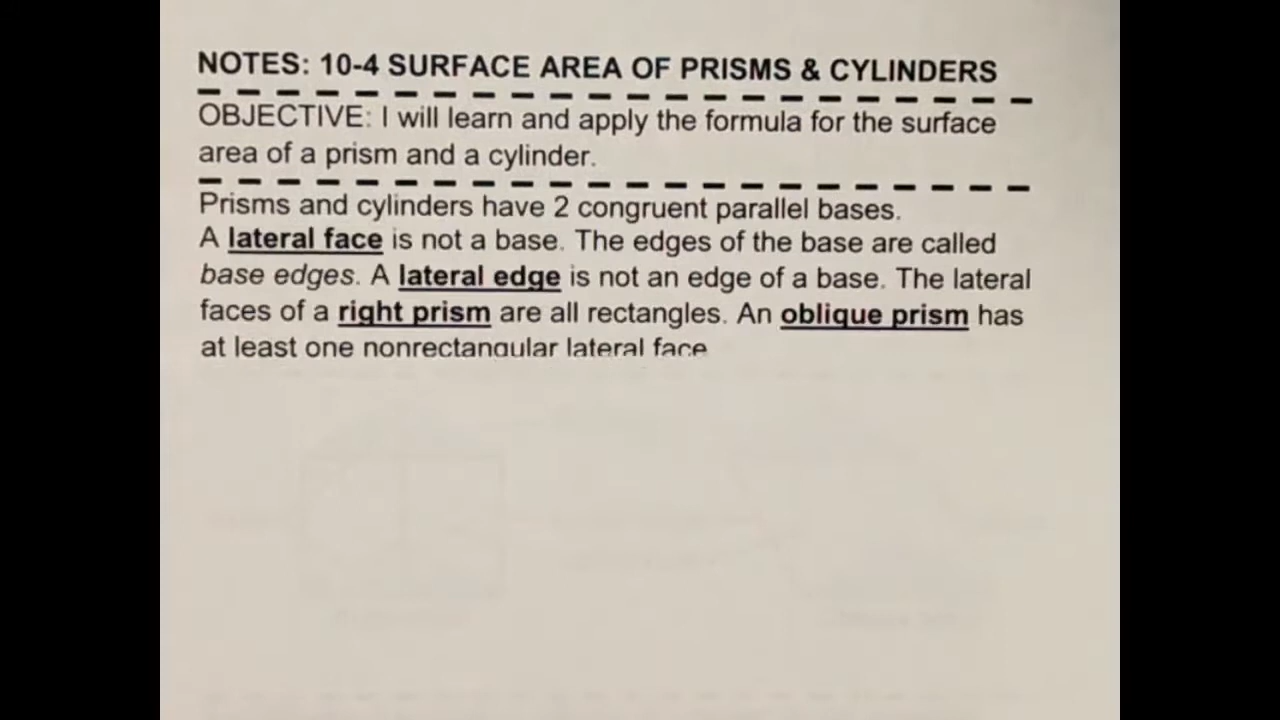 NOTES: 10-4 SURFACE AREA OF PRISMS & CYLINDERS
OBJECTIVE: I will learn and apply the formula for the surface
area of a prism and a cylinder.
Prisms and cylinders have 2 congruent parallel bases.
A lateral face is not a base. The edges of the base are called
base edges. A lateral edge is not an edge of a base. The lateral
faces of a right prism are all rectangles. An oblique prism has
at least one nonrectangular lateral face